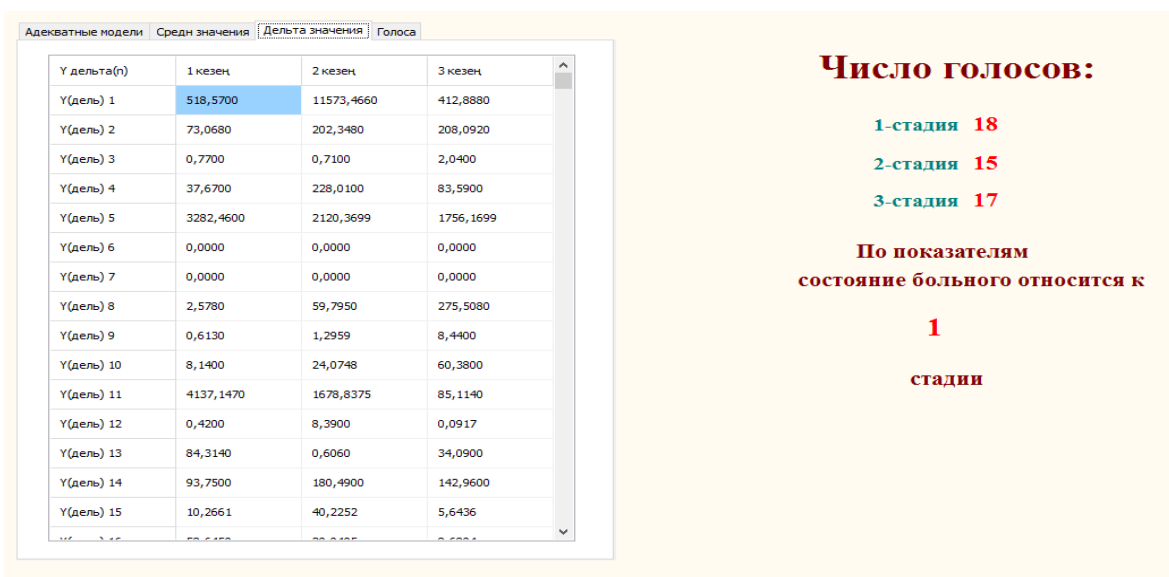 Адекватные модели Средн значения Дельта значения Голоса
Y дельта(n) 1 кезең 2 кезең 3 кезең
Y(дель) 1 518,5700 11573,4660 412,8880
Y(дель) 2 73,0680 202,3480 208,0920
Y(дель) 3 0,7700 0,7100 2,0400
Y(дель) 4 37,6700 228,0100 83,5900
Y(дель) 5 3282,4600 2120,3699 1756,1699
Y(дель) 6 0,0000 0,0000 0,0000
Y(дель) 7 0,0000 0,0000 0,0000
Y(дель) 8 2,5780 59,7950 275,5080
Y(дель) 9 0,6130 1,2959 8,4400
Y(дель) 10 8,1400 24,0748 60,3800
Y(дель) 11 4137,1470 1678,8375 85,1140
Y(дель) 12 0,4200 8,3900 0,0917
Y(дель) 13 84,3140 0,6060 34,0900
Y(дель) 14 93,7500 180,4900 142,9600
Y(дель) 15 10,2661 40,2252 5,6436
Число голосов:
1-стадия 18
2-стадия 15
3-стадия 17
По показателям
состояние больного относится к
1
стадии